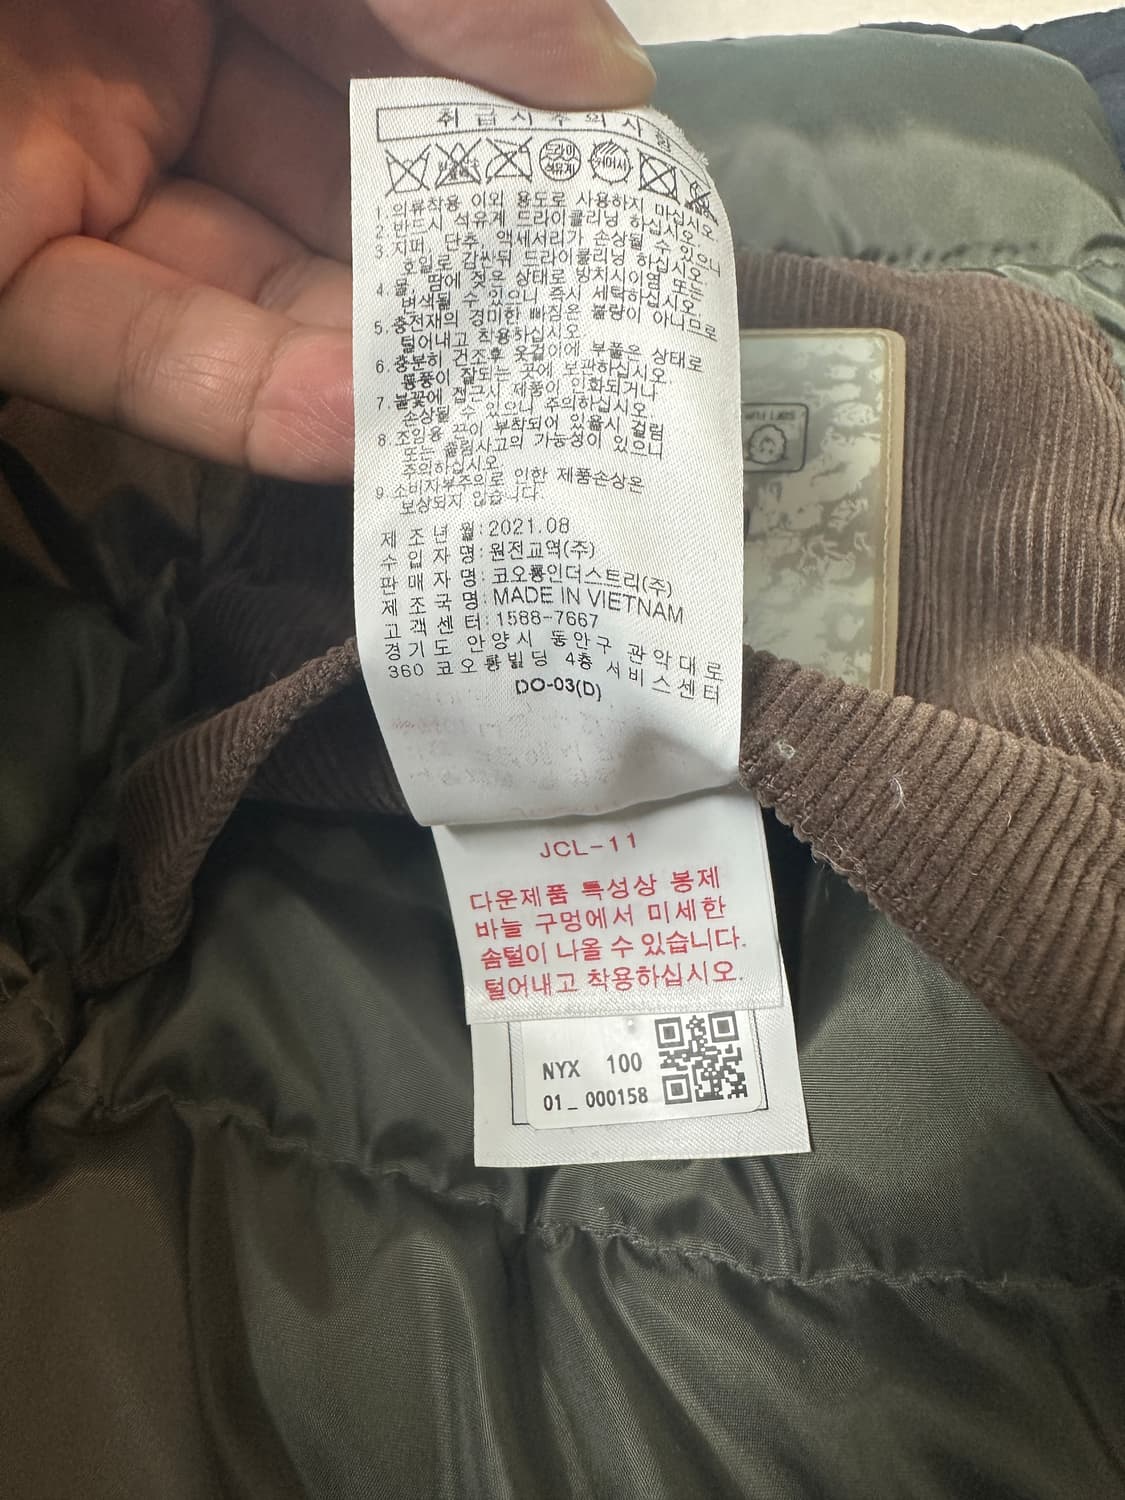 취급시주의사항
드라이
석유계
1. 의류착용 이외 용도로 사용하지 마십시오
2. 반드시 석유계 드라이클리닝 하십시오.
3. 지퍼, 단추, 액세서리가 손상될 수 있으니
호일로 감싼뒤 드라이클리닝 하십시오.
4. 물, 땀에 젖은 상태로 방치시이염 또는
변색될 수 있으니 즉시 세탁하십시오.
5. 충전재의 경미한 빠짐은 불량이 아니므로
털어내고 착용하십시오
6. 충분히 건조후 옷걸이에 부풀은 상태로
통풍이 잘되는 곳에 보관하십시오.
7. 불꽃에 접근시 제품이 인화되거나
손상될 수 있으니 주의하십시오
8. 조임용 끈이 부착되어 있을시 걸림
또는 쏠림사고의 가능성이 있으니
주의하십시오.
9 소비자부주의로 인한 제품손상은
보상되지 않습니다.
제 조 년 월 : 2021.08
수 입 자 명 : 원전교역(주)
판 매 자 명 : 코오롱인더스트리(주)
제 조 국 명 : MADE IN VIETNAM
고 객 센 터 : 1588-7667
경기도 안양시 동안구 관악대로
360 코오롱빌딩 4층 서비스센터
DO-03(D)
JCL-11
다운제품 특성상 봉제
바늘 구멍에서 미세한
솜털이 나올 수 있습니다.
털어내고 착용하십시오.
NYX 100
01_000158